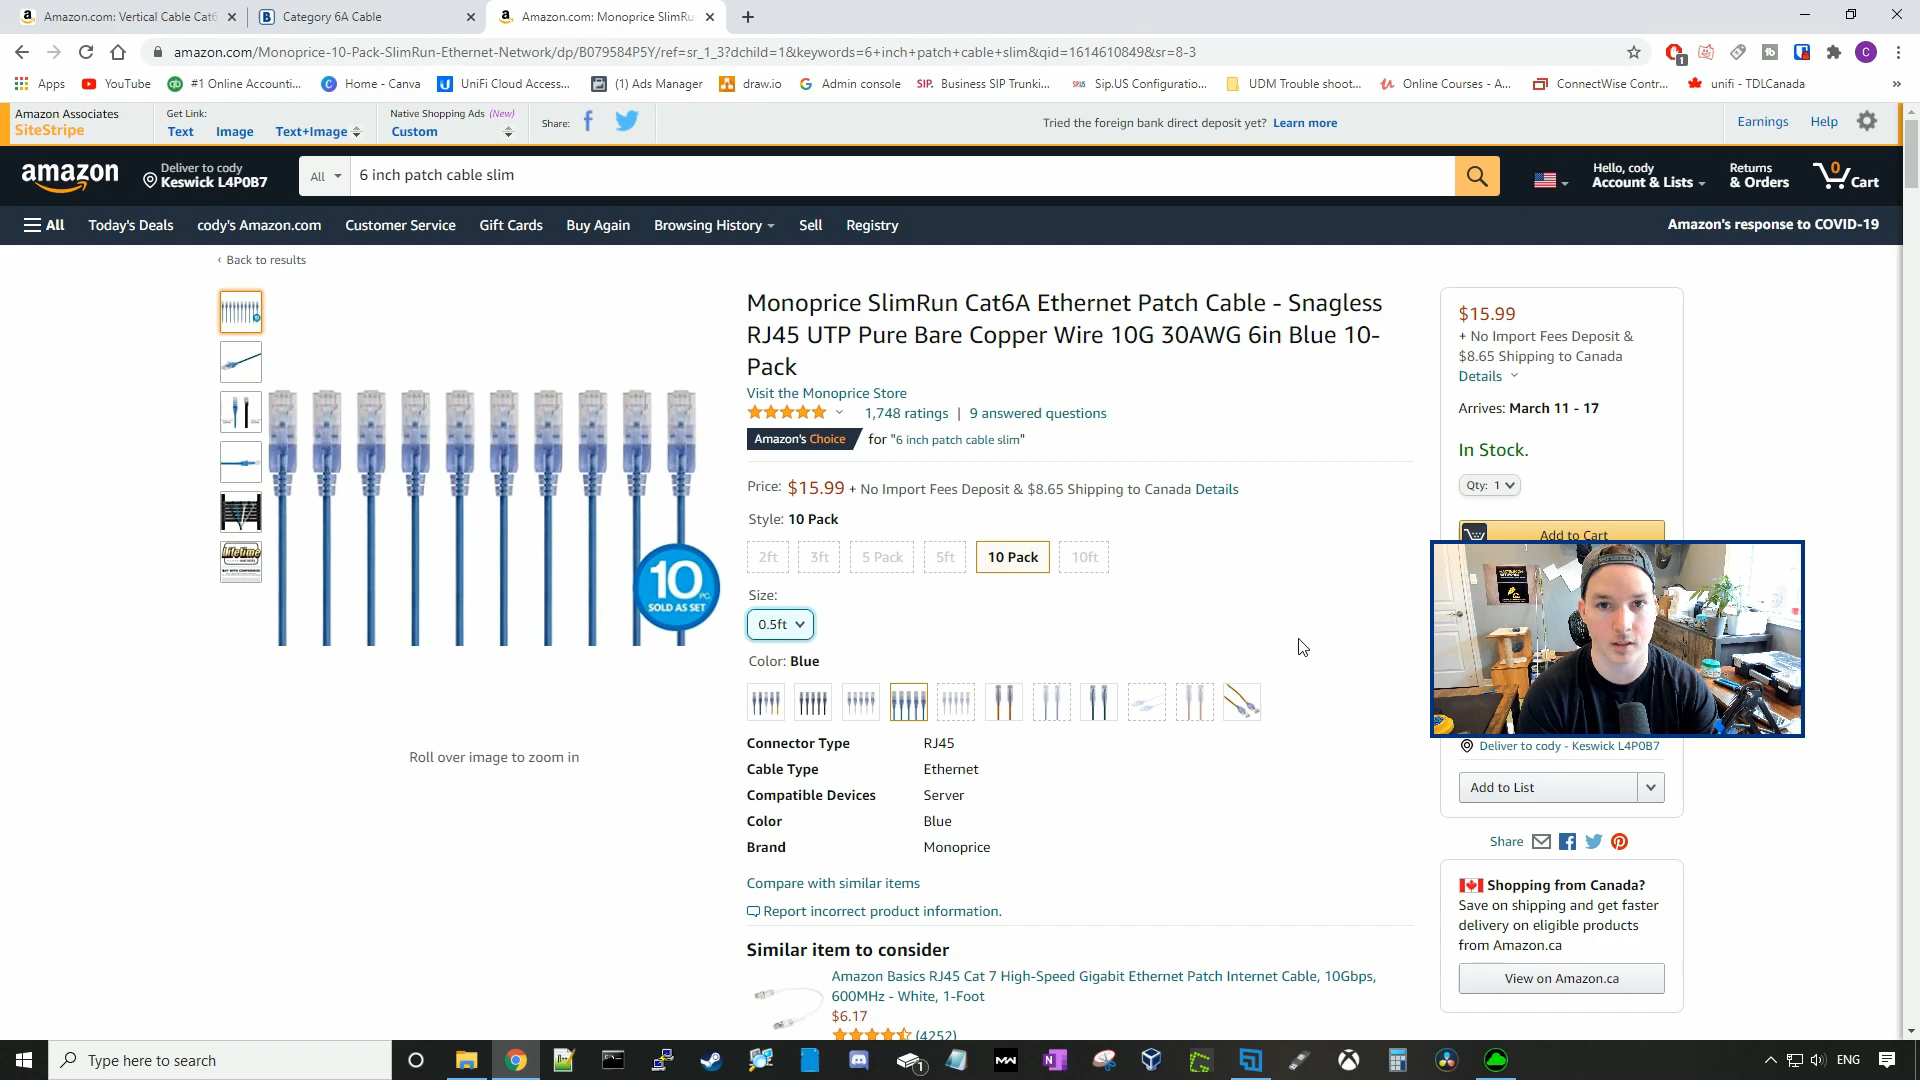 Amazon.com: Vertical Cable Cat6
Category 6A Cable
Amazon.com: Monoprice SlimRu
amazon.com/Monoprice-10-Pack-SlimRun-Ethernet-Network/dp/B079584P5Y/ref=sr_1_3?dchild=1&keywords=6+inch+patch+cable+slim&qid=1614610849&sr=8-3
Apps YouTube #1 Online Accounti... Home - Canva UniFi Cloud Access... (1) Ads Manager draw.io Admin console SIP. Business SIP Trunki... Sip.US Configuratio... UDM Trouble shoot... Online Courses - A... ConnectWise Contr... unifi - TDLCanada
Amazon Associates
SiteStripe
Get Link:
Text Image Text+Image
Native Shopping Ads (New)
Custom
Share:
Tried the foreign bank direct deposit yet? Learn more
Earnings Help
amazon
Deliver to cody
Keswick L4P0B7
All
6 inch patch cable slim
Hello, cody
Account & Lists
Returns
& Orders
0
Cart
All Today's Deals cody's Amazon.com Customer Service Gift Cards Buy Again Browsing History Sell Registry
Amazon's response to COVID-19
‹ Back to results
Monoprice SlimRun Cat6A Ethernet Patch Cable - Snagless
RJ45 UTP Pure Bare Copper Wire 10G 30AWG 6in Blue 10-
Pack
Visit the Monoprice Store
1,748 ratings | 9 answered questions
Amazon's Choice for "6 inch patch cable slim"
Price: $15.99 + No Import Fees Deposit & $8.65 Shipping to Canada Details
Style: 10 Pack
2ft 3ft 5 Pack 5ft 10 Pack 10ft
Size:
0.5ft
Color: Blue
Connector Type RJ45
Cable Type Ethernet
Compatible Devices Server
Color Blue
Brand Monoprice
Compare with similar items
Report incorrect product information.
Similar item to consider
Amazon Basics RJ45 Cat 7 High-Speed Gigabit Ethernet Patch Internet Cable, 10Gbps,
600MHz - White, 1-Foot
$6.17
(4252)
Lifetime
10 PC
SOLD AS SET
Roll over image to zoom in
$15.99
+ No Import Fees Deposit &
$8.65 Shipping to Canada
Details
Arrives: March 11 - 17
In Stock.
Qty: 1
Add to Cart
Deliver to cody - Keswick L4P0B7
Add to List
Share
Shopping from Canada?
Save on shipping and get faster
delivery on eligible products
from Amazon.ca
View on Amazon.ca
Type here to search
ENG